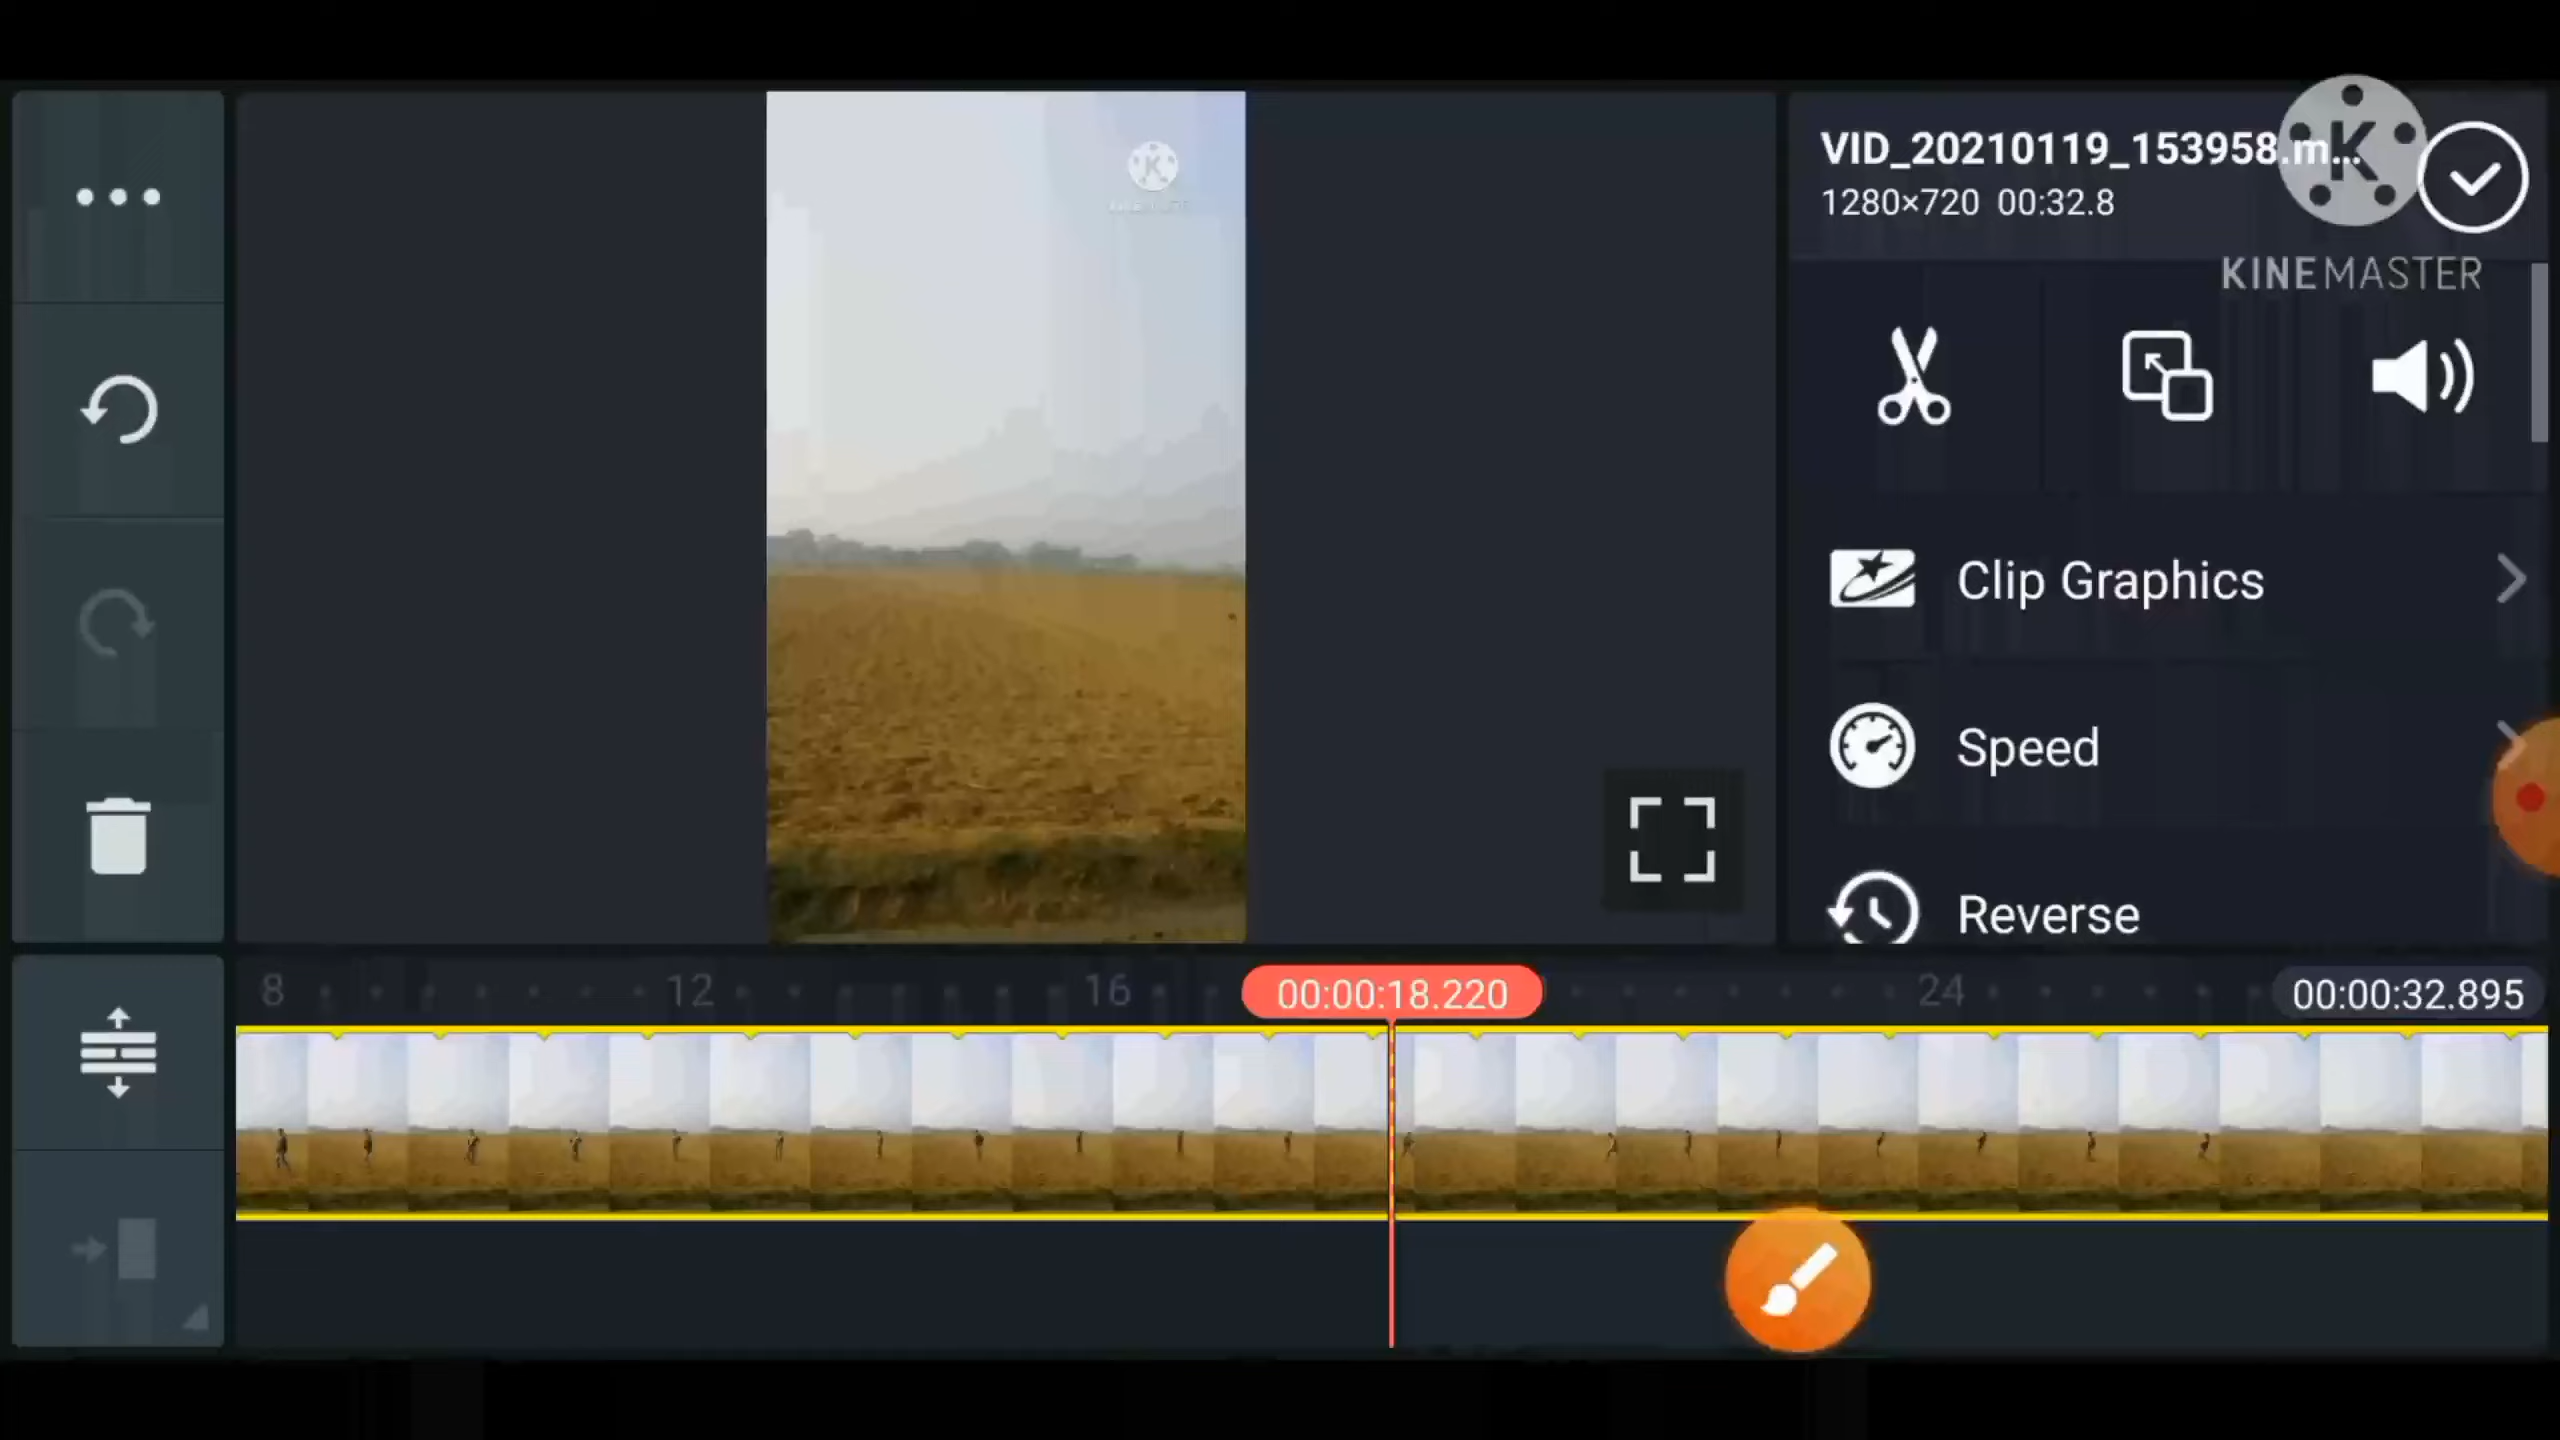 VID_20210119_153958.m...
1280×720 00:32.8
K
KINEMASTER
K
Clip Graphics
Speed
Reverse
8 12 16 00:00:18.220 24 00:00:32.895